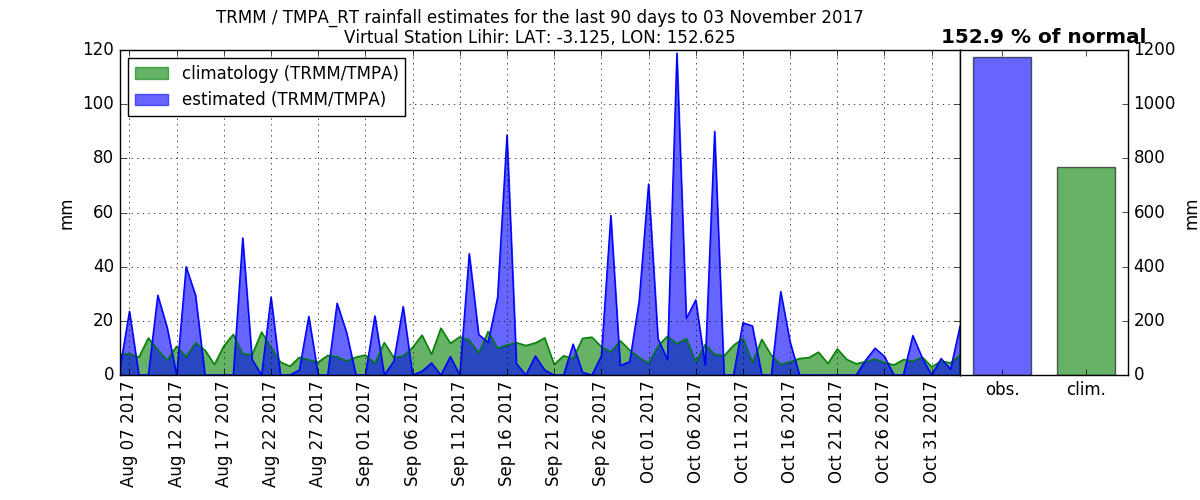 TRMM / TMPA_RT rainfall estimates for the last 90 days to 03 November 2017
Virtual Station Lihir: LAT: -3.125, LON: 152.625
152.9 % of normal
climatology (TRMM/TMPA)
estimated (TRMM/TMPA)
mm
120
100
80
60
40
20
0
Aug 07 2017
Aug 12 2017
Aug 17 2017
Aug 22 2017
Aug 27 2017
Sep 01 2017
Sep 06 2017
Sep 11 2017
Sep 16 2017
Sep 21 2017
Sep 26 2017
Oct 01 2017
Oct 06 2017
Oct 11 2017
Oct 16 2017
Oct 21 2017
Oct 26 2017
Oct 31 2017
obs.
clim.
1200
1000
800
600
400
200
0
mm